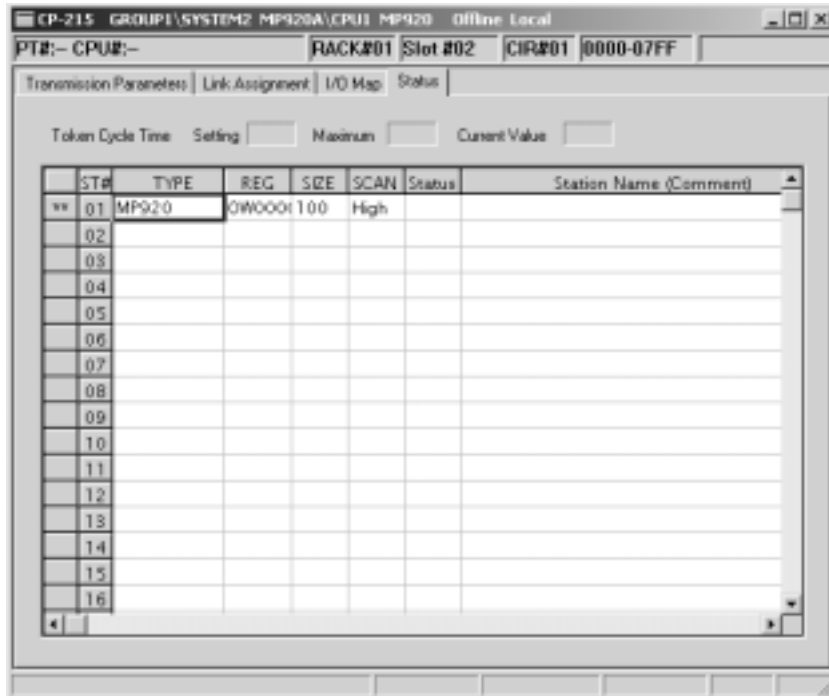 CP-215 GROUP1\SYSTEM2 MP920A\CPU1 MP920 Offline Local
PT#:– CPU#:– RACK#01 Slot #02 CIR#01 0000-07FF
Transmission Parameters Link Assignment I/O Map Status
Token Cycle Time Setting Maximum Current Value
ST# TYPE REG SIZE SCAN Status Station Name (Comment)
** 01 MP920 100 High
02
03
04
05
06
07
08
09
10
11
12
13
14
15
16